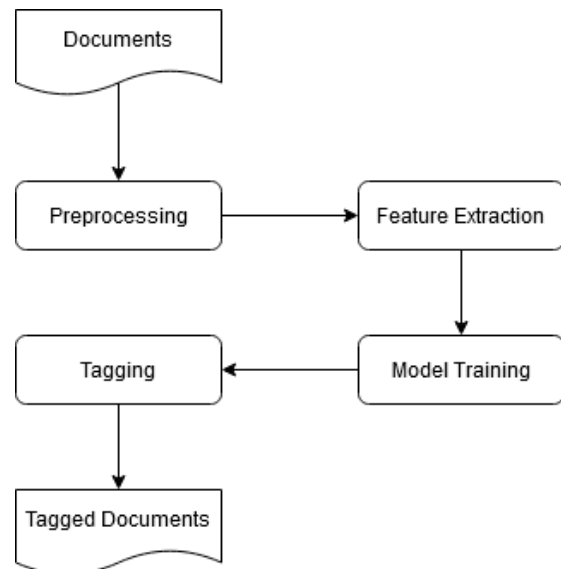 Documents
Preprocessing
Feature Extraction
Tagging
Model Training
Tagged Documents